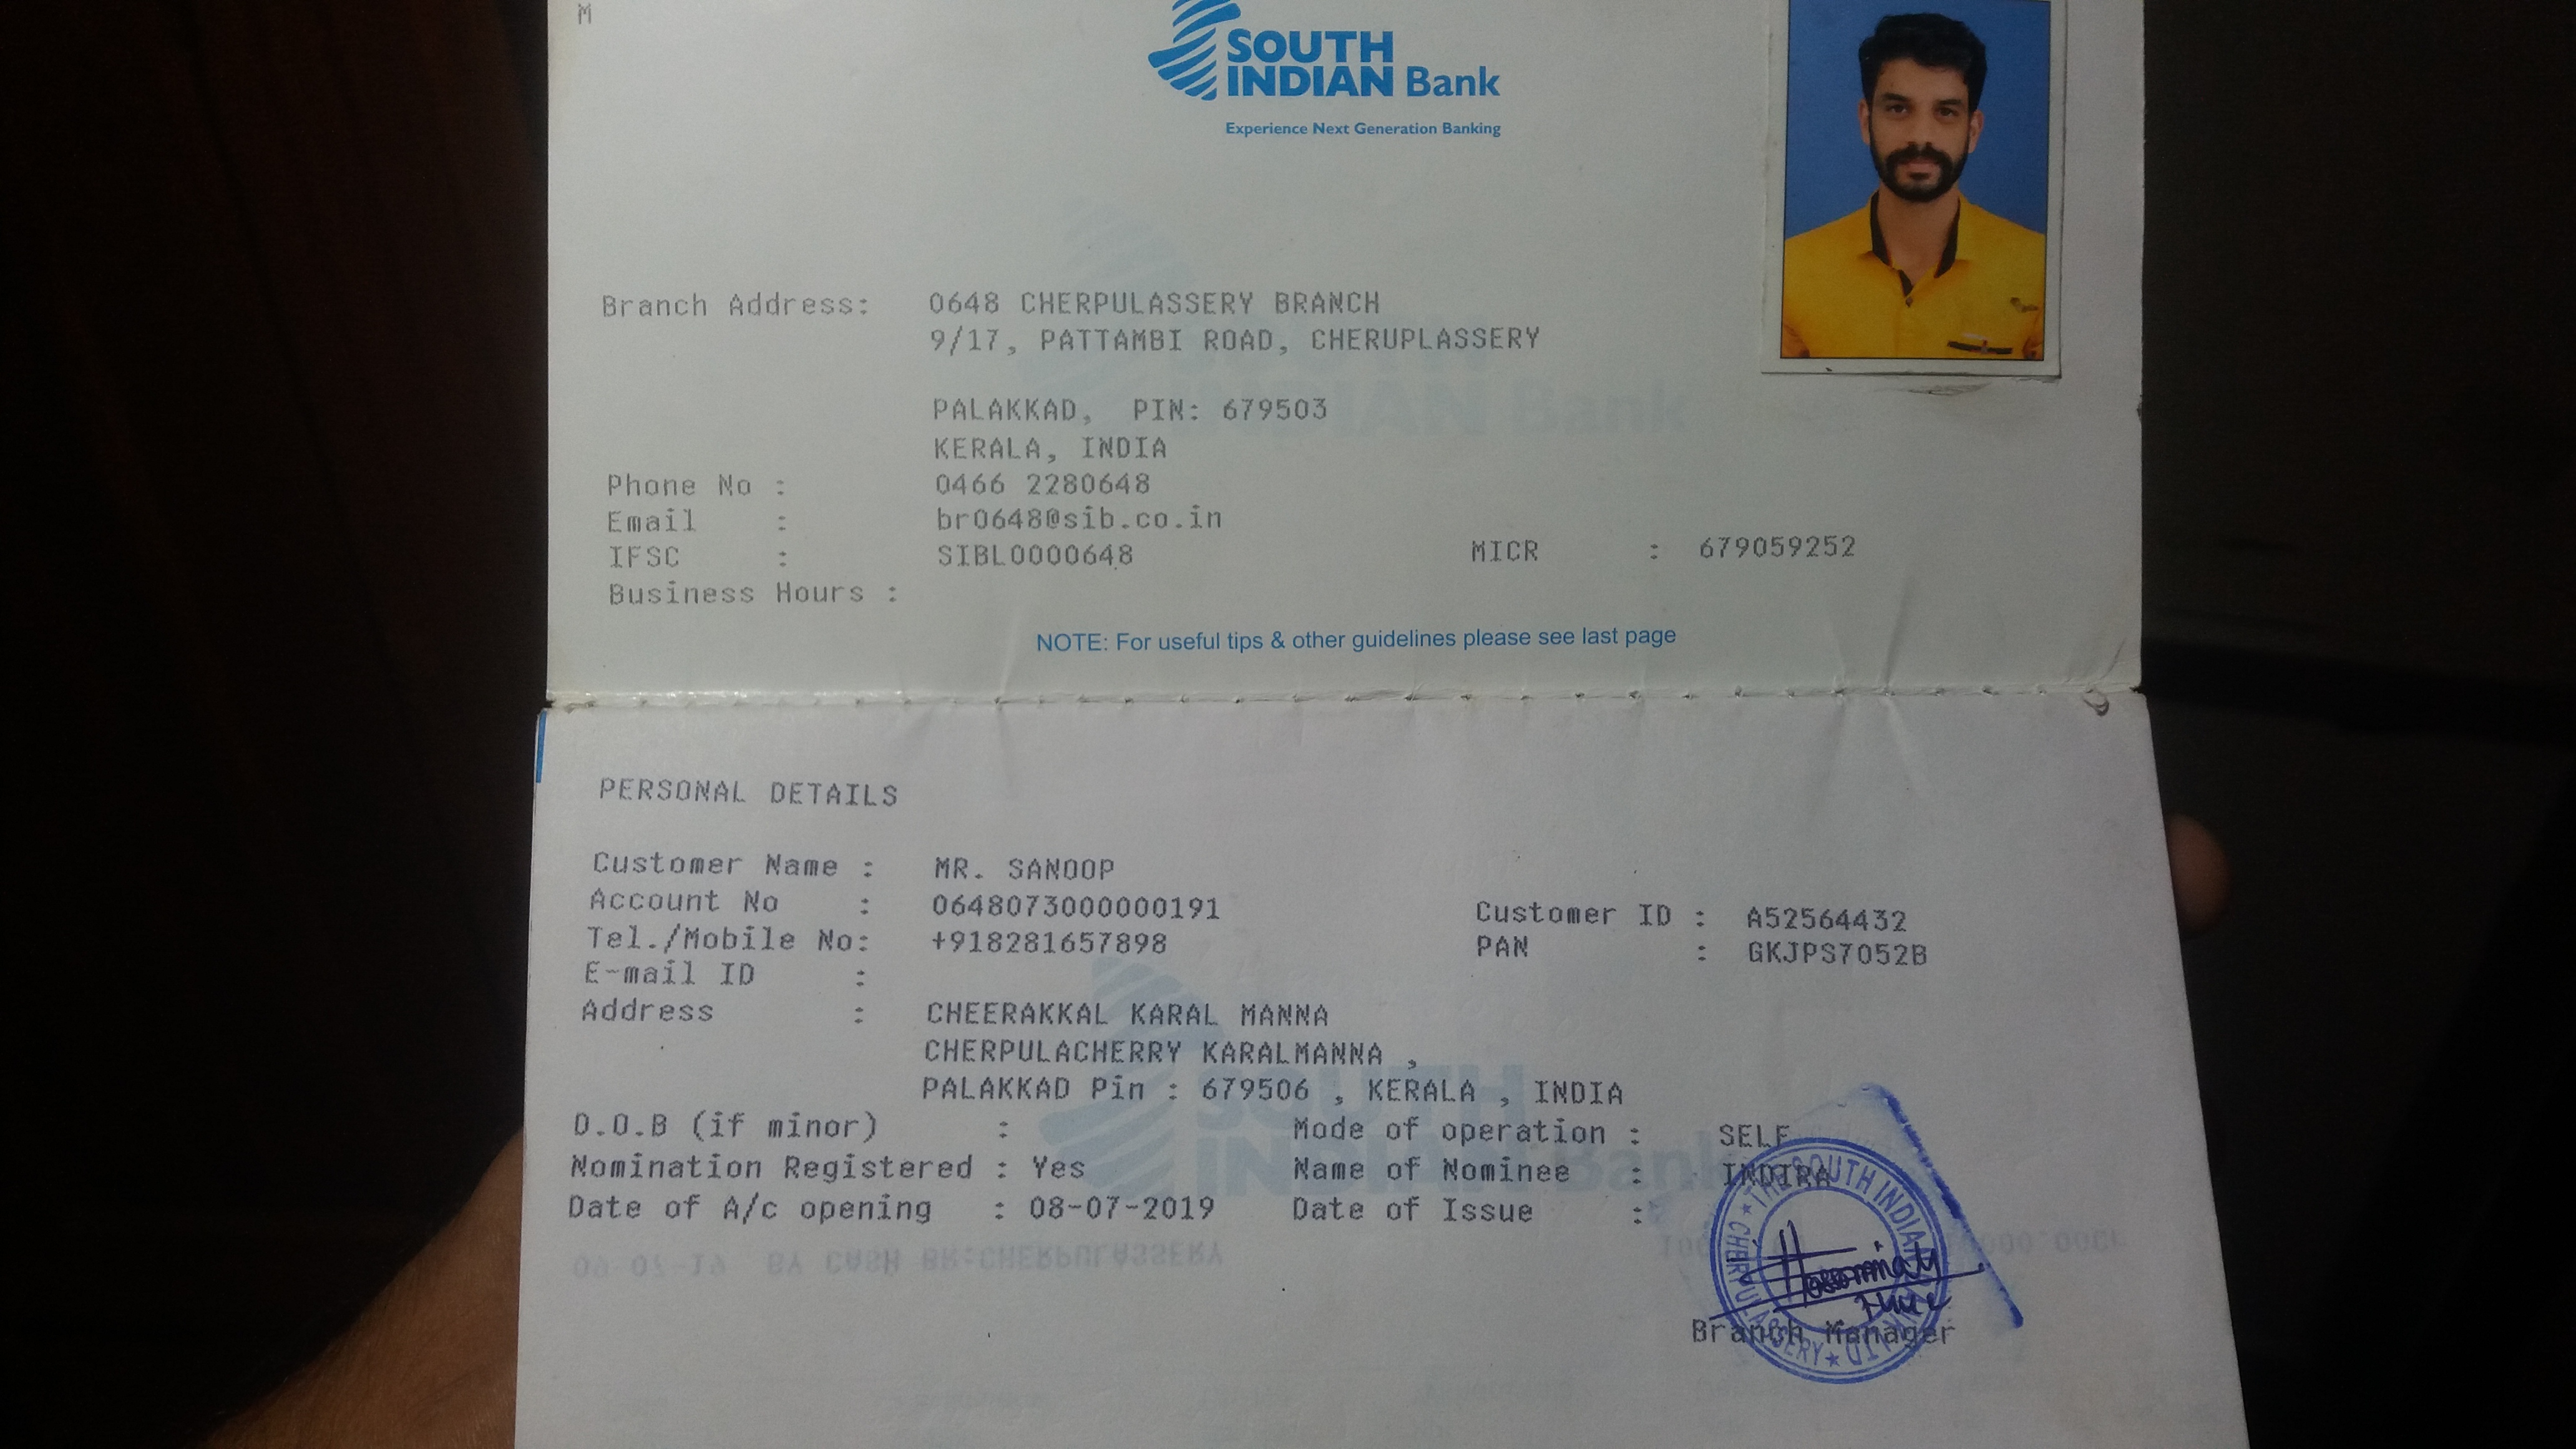 M
SOUTH
INDIAN Bank
Experience Next Generation Banking
Branch Address: 0648 CHERPULASSERY BRANCH
9/17, PATTAMBI ROAD, CHERUPLASSERY
PALAKKAD, PIN: 679503
KERALA, INDIA
Phone No : 0466 2280648
Email : br0648@sib.co.in
IFSC : SIBL0000648 MICR : 679059252
Business Hours :
NOTE: For useful tips & other guidelines please see last page
PERSONAL DETAILS
Customer Name : MR. SANOOP
Account No : 0648073000000191 Customer ID : A52564432
Tel./Mobile No: +918281657898 PAN : GKJPS7052B
E-mail ID :
Address : CHEERAKKAL KARAL MANNA
CHERPULACHERRY KARALMANNA ,
PALAKKAD Pin : 679506 , KERALA , INDIA
D.O.B (if minor) : Mode of operation : SELF
Nomination Registered : Yes Name of Nominee : INDIRA
Date of A/c opening : 08-07-2019 Date of Issue :
THE SOUTH INDIAN
CHERPULASSERY
Branch Manager